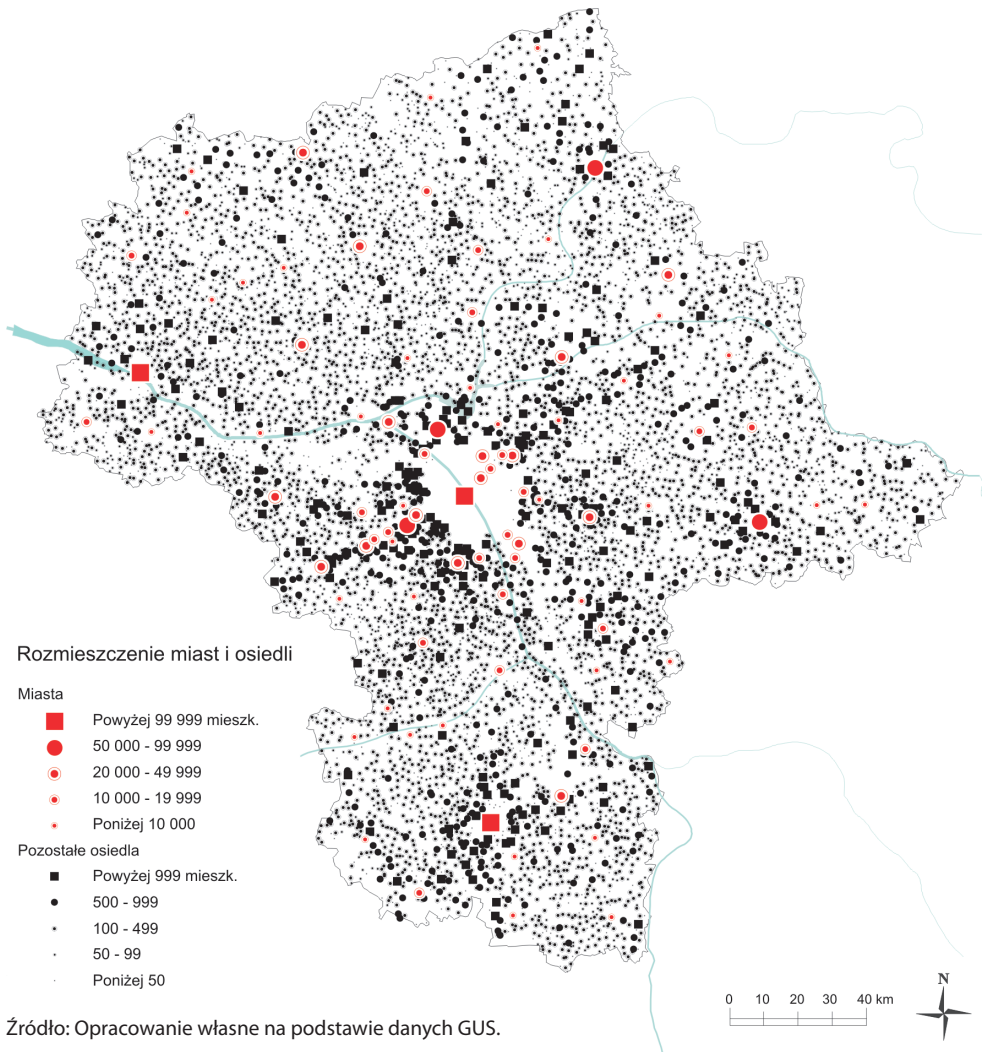 Rozmieszczenie miast i osiedli
Miasta
Powyżej 99 999 mieszk.
50 000 - 99 999
20 000 - 49 999
10 000 - 19 999
Poniżej 10 000
Pozostałe osiedla
Powyżej 999 mieszk.
500 - 999
100 - 499
50 - 99
Poniżej 50
N
0 10 20 30 40 km
Źródło: Opracowanie własne na podstawie danych GUS.